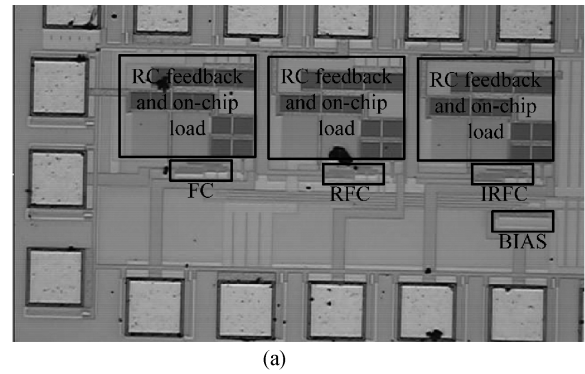 RC feedback
and on-chip
load
RC feedback
and on-chip
load
RC feedback
and on-chip
load
FC
RFC
IRFC
BIAS
(a)